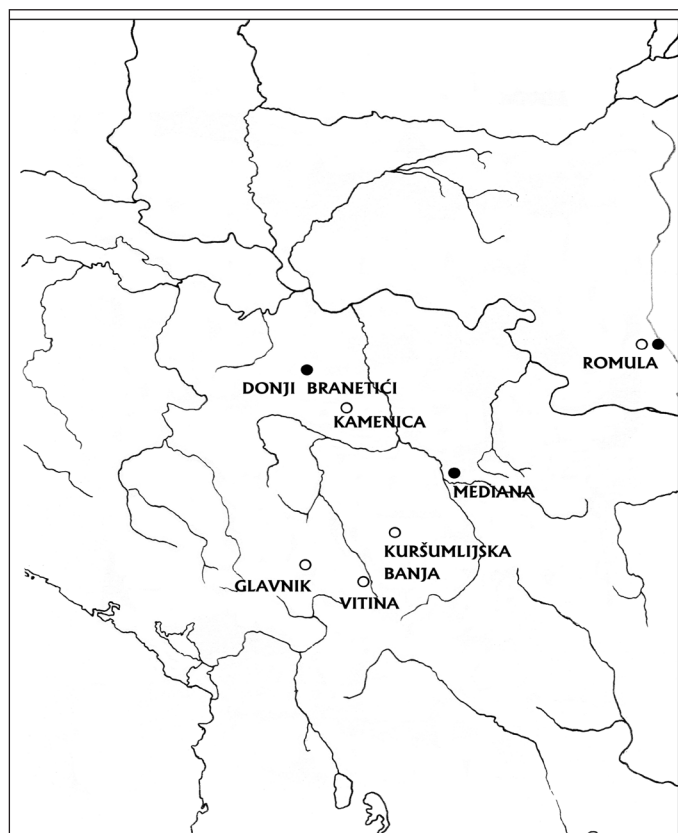 ROMULA
DONJI BRANETIĆI
KAMENICA
MEDIANA
KURŠUMLIJSKA
BANJA
GLAVNIK
VITINA